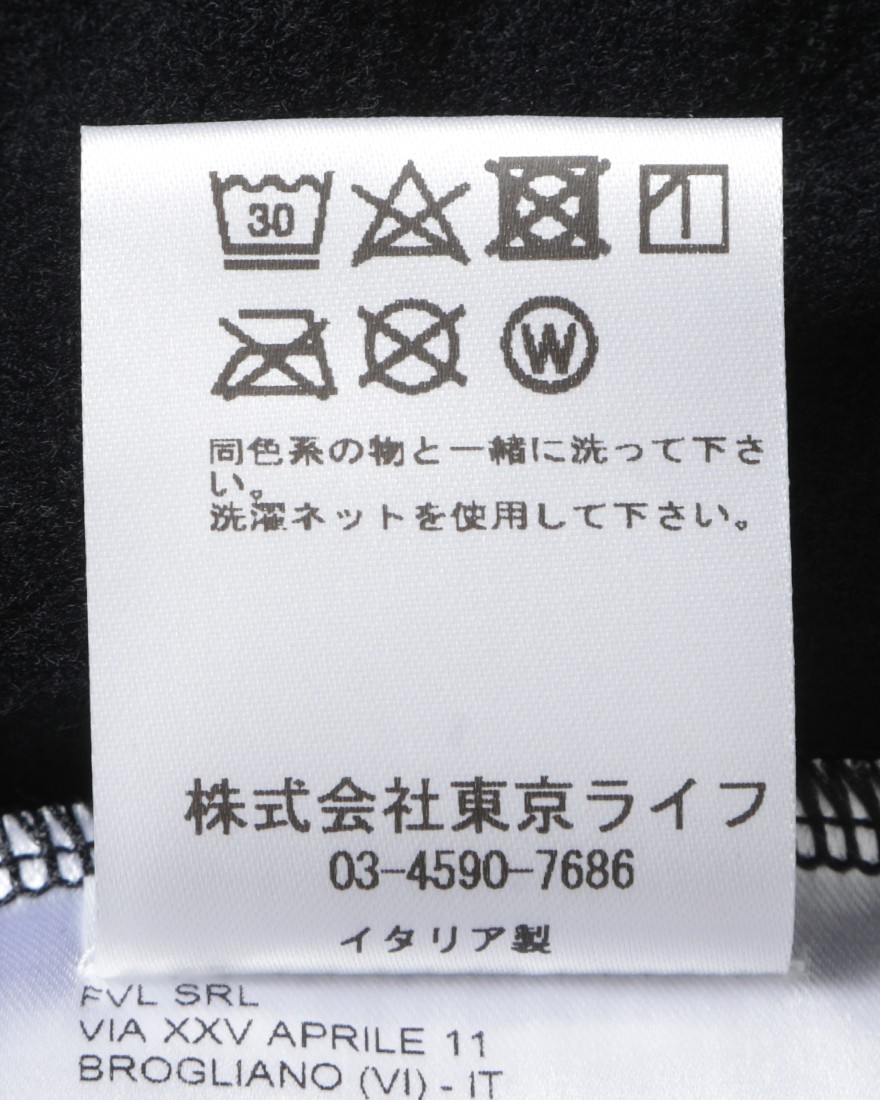 30
W
同色系の物と一緒に洗って下さ
い。
洗濯ネットを使用して下さい。
株式会社東京ライフ
03-4590-7686
イタリア製
FVL SRL
VIA XXV APRILE 11
BROGLIANO (VI) - IT